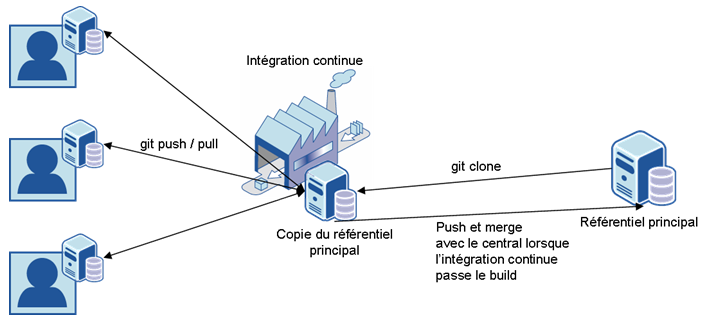 Intégration continue
git push / pull
git clone
Copie du référentiel
principal
Push et merge
avec le central lorsque
l'intégration continue
passe le build
Référentiel principal